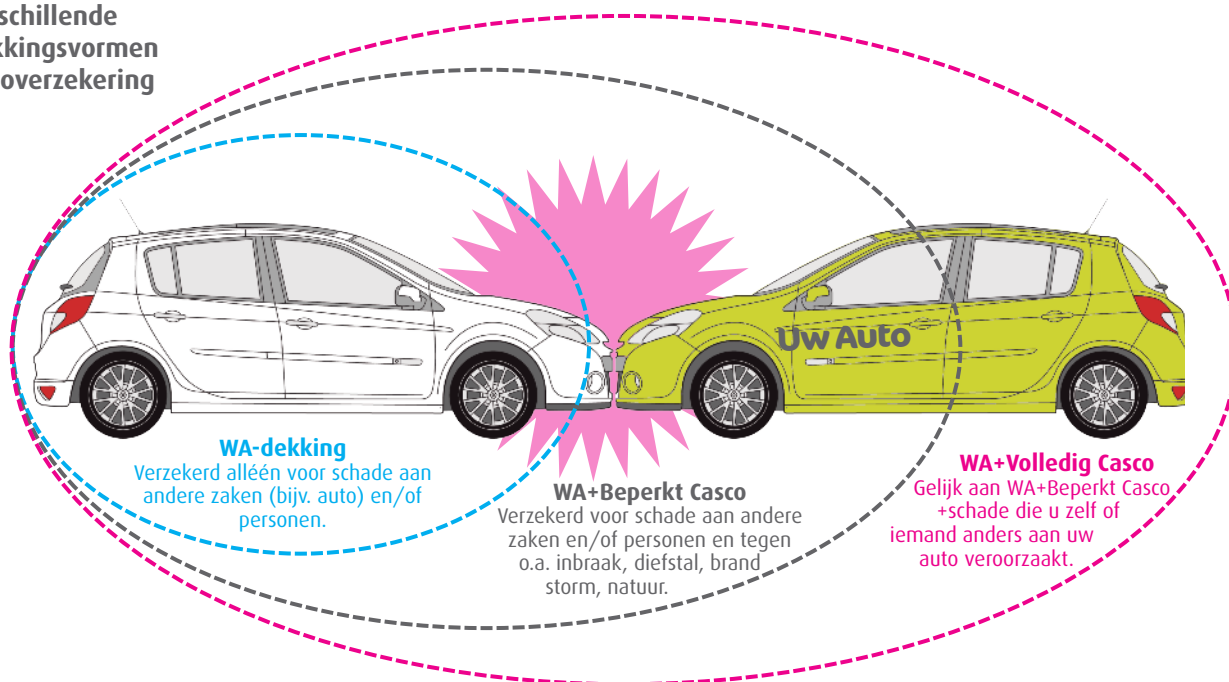 schillende
kkingsvormen
overzekering
Uw Auto
WA-dekking
Verzekerd alléén voor schade aan
andere zaken (bijv. auto) en/of
personen.
WA+Beperkt Casco
Verzekerd voor schade aan andere
zaken en/of personen en tegen
o.a. inbraak, diefstal, brand
storm, natuur.
WA+Volledig Casco
Gelijk aan WA+Beperkt Casco
+schade die u zelf of
iemand anders aan uw
auto veroorzaakt.